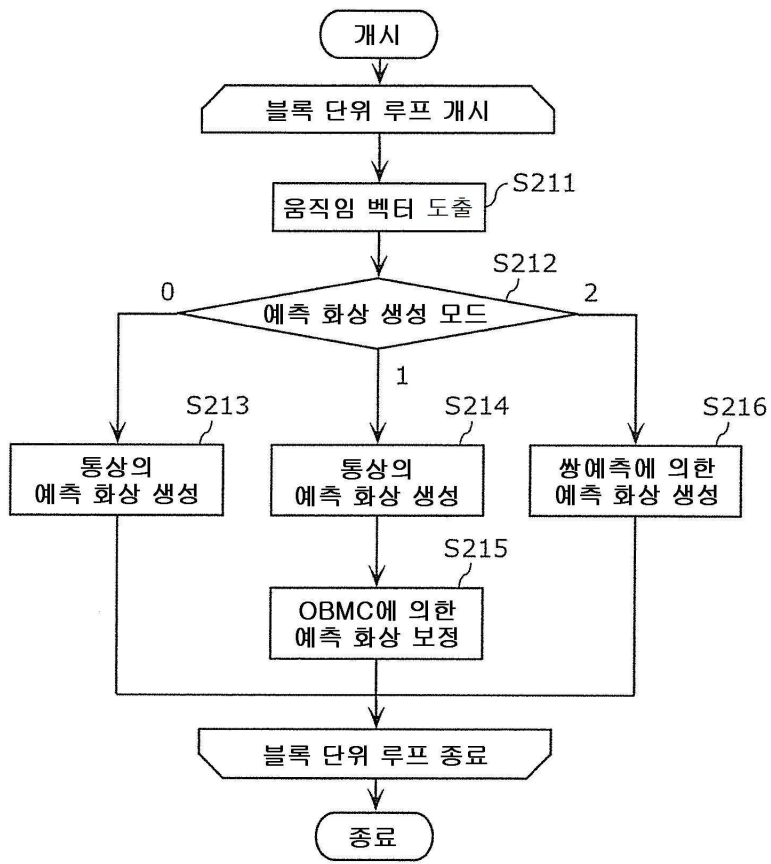 개시
블록 단위 루프 개시
S211
움직임 벡터 도출
S212
0
예측 화상 생성 모드
2
1
S213
통상의
예측 화상 생성
S214
통상의
예측 화상 생성
S216
쌍예측에 의한
예측 화상 생성
S215
OBMC에 의한
예측 화상 보정
블록 단위 루프 종료
종료